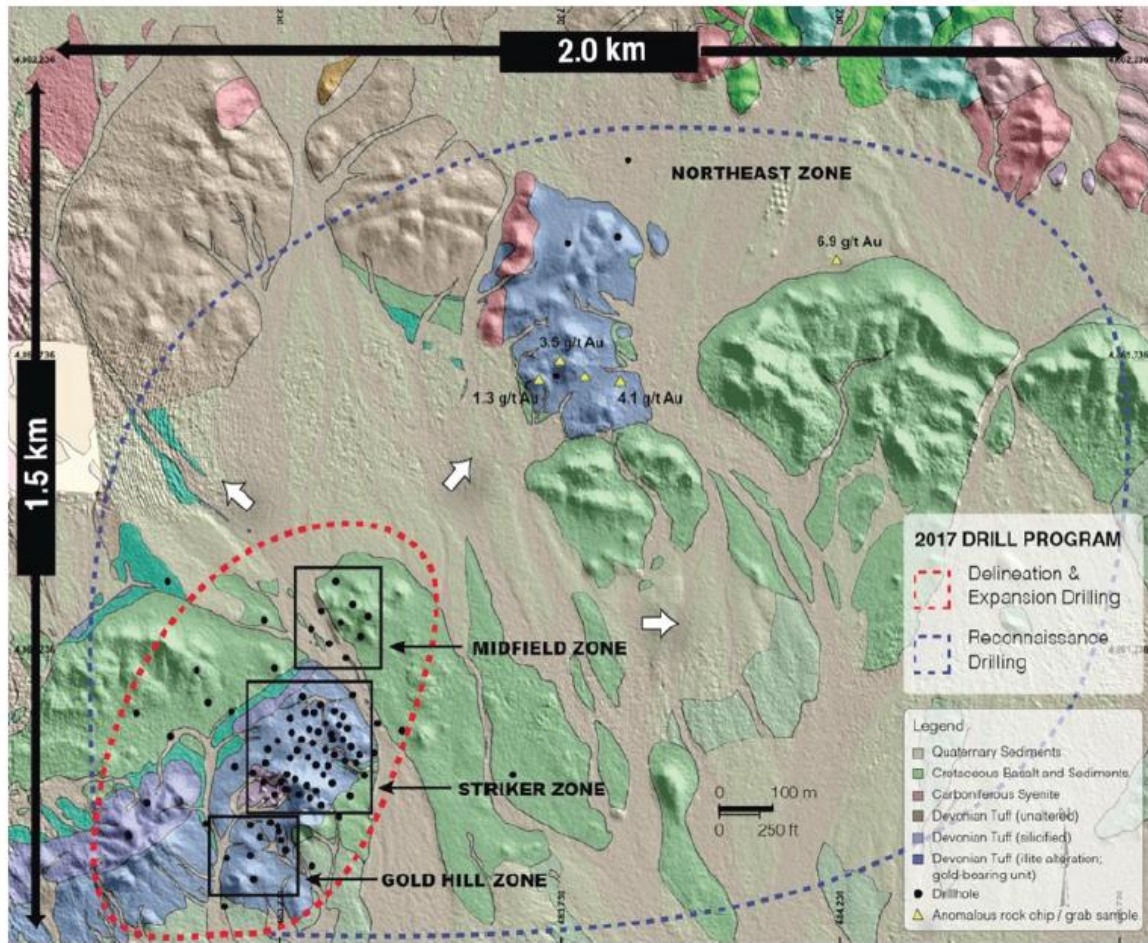 2.0 km
4,862,236
1.5 km
NORTHEAST ZONE
6.9 g/t Au
3.5 g/t Au
1.3 g/t Au
4.1 g/t Au
MIDFIELD ZONE
STRIKER ZONE
GOLD HILL ZONE
0 100 m
0 250 ft
2017 DRILL PROGRAM
Delineation &
Expansion Drilling
Reconnaissance
Drilling
Legend
Quaternary Sediments
Cretaceous Basalt and Sediments
Carboniferous Syenite
Devonian Tuff (unaltered)
Devonian Tuff (silicified)
Devonian Tuff (illite alteration;
gold-bearing unit)
Drillhole
Anomalous rock chip / grab sample